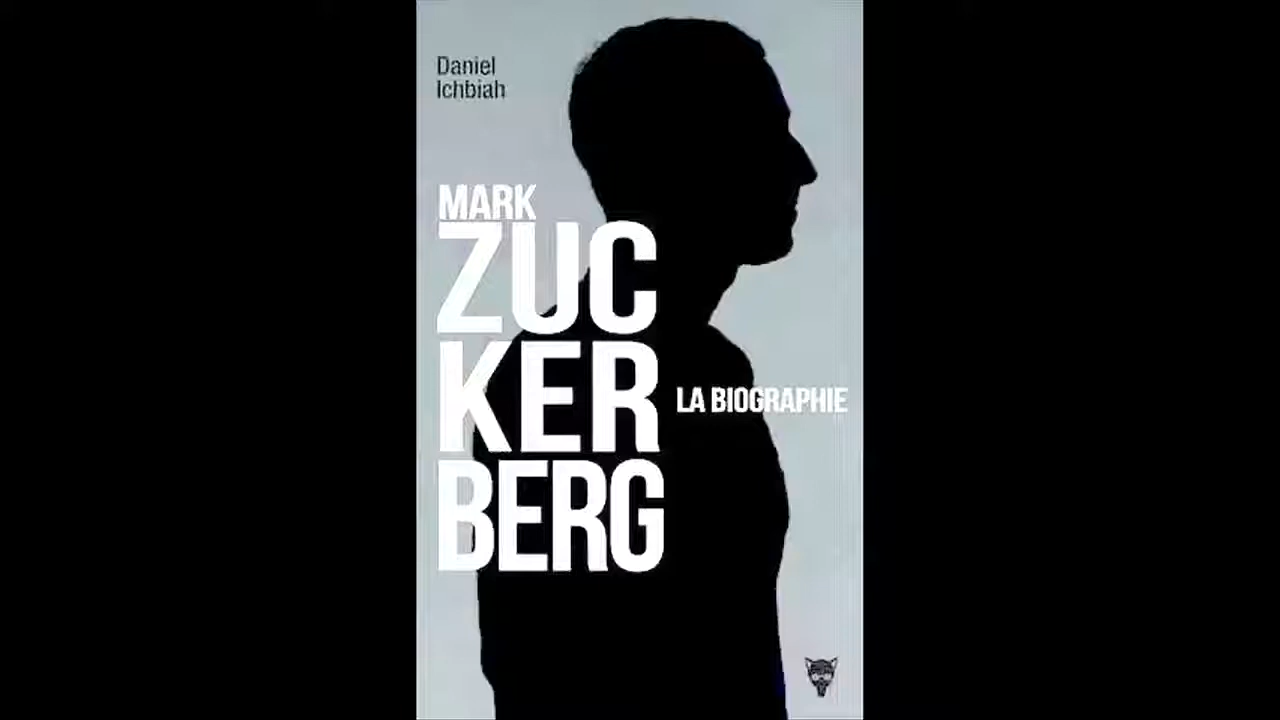 Daniel
Ichbiah
MARK
ZUC
KER
BERG
LA BIOGRAPHIE